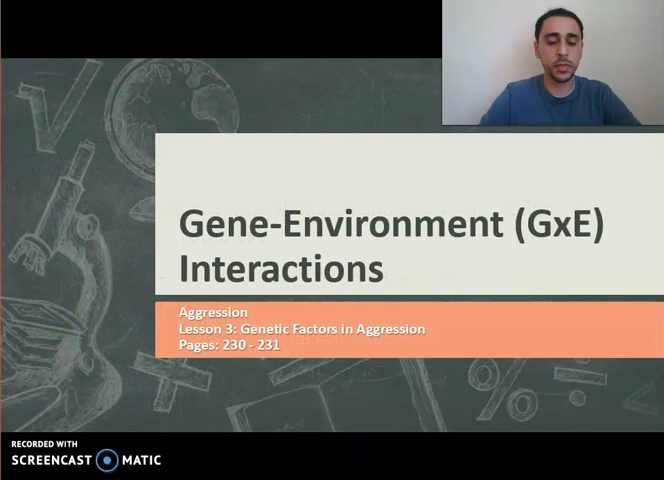 Gene-Environment (GxE)
Interactions
Aggression
Lesson 3: Genetic Factors in Aggression
Pages: 230 - 231
RECORDED WITH
SCREENCAST MATIC